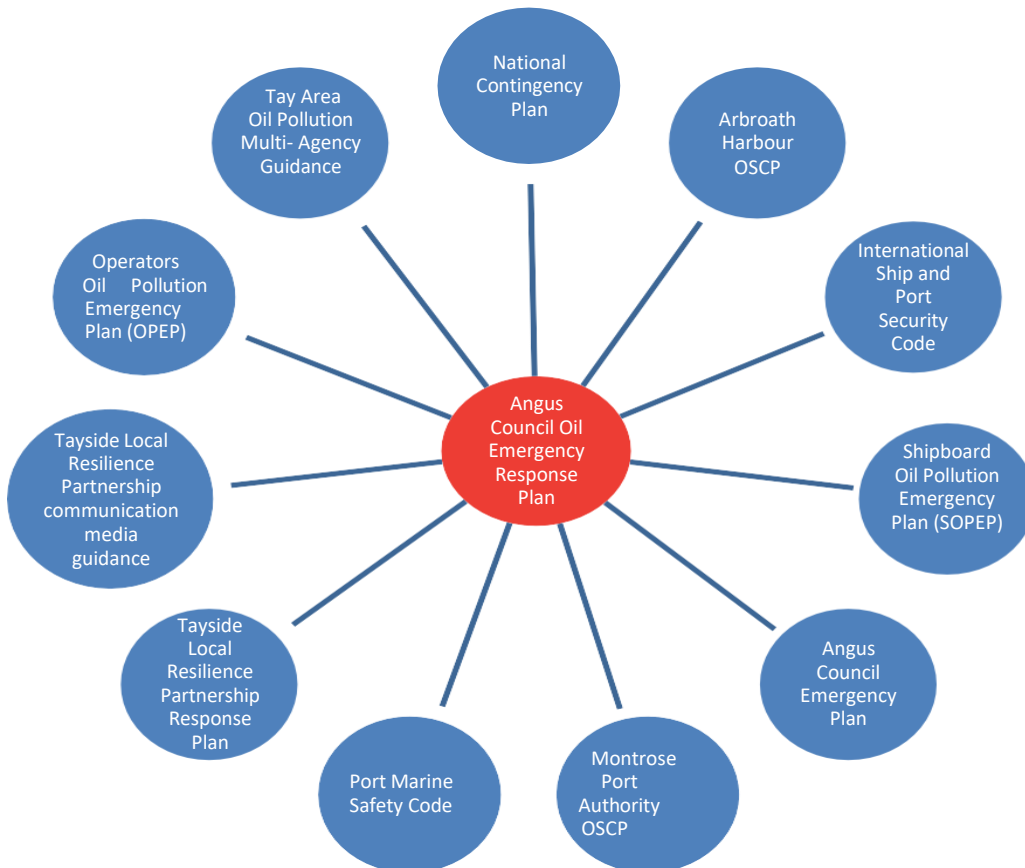 National
Contingency
Plan
Arbroath
Harbour
OSCP
International
Ship and
Port
Security
Code
Shipboard
Oil Pollution
Emergency
Plan (SOPEP)
Angus
Council
Emergency
Plan
Montrose
Port
Authority
OSCP
Port Marine
Safety Code
Tayside
Local
Resilience
Partnership
Response
Plan
Tayside Local
Resilience
Partnership
communication
media
guidance
Operators
Oil Pollution
Emergency
Plan (OPEP)
Tay Area
Oil Pollution
Multi- Agency
Guidance
Angus
Council Oil
Emergency
Response
Plan